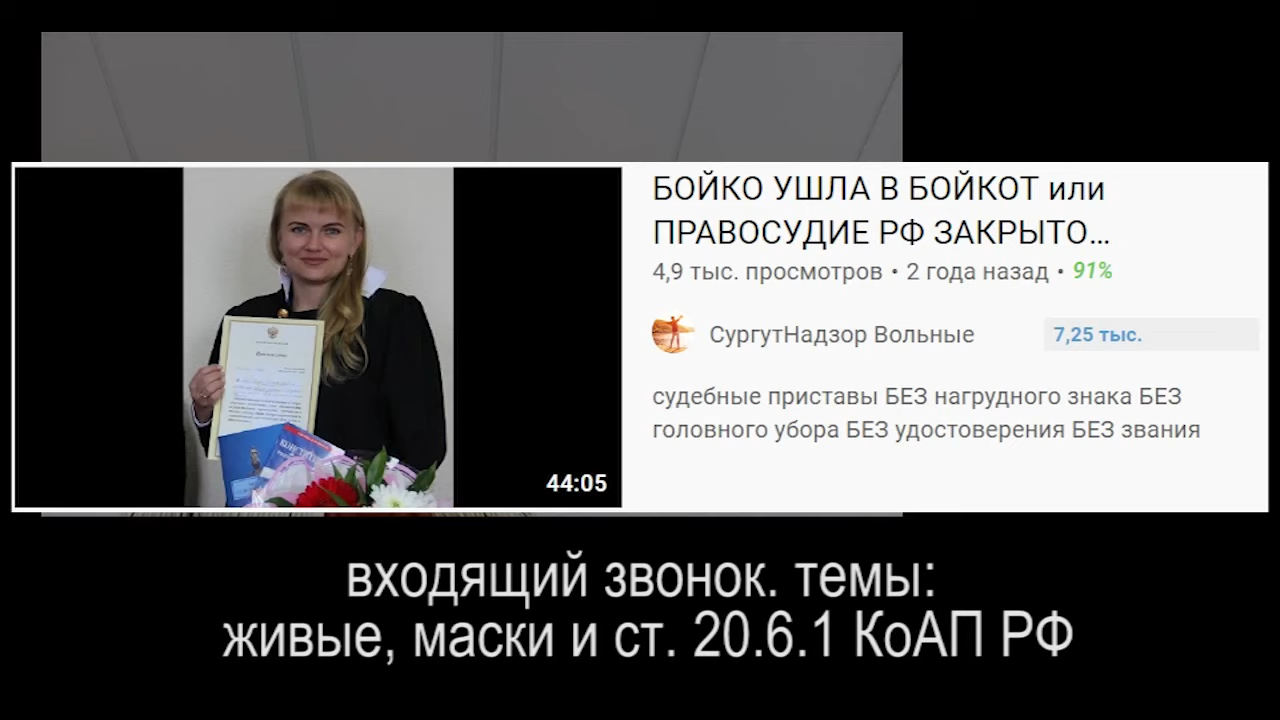 БОЙКО УШЛА В БОЙКОТ или
ПРАВОСУДИЕ РФ ЗАКРЫТО...
4,9 тыс. просмотров • 2 года назад • 91%
СургутНадзор Вольные
7,25 тыс.
судебные приставы БЕЗ нагрудного знака БЕЗ
головного убора БЕЗ удостоверения БЕЗ звания
44:05
входящий звонок. темы:
живые, маски и ст. 20.6.1 КоАП РФ